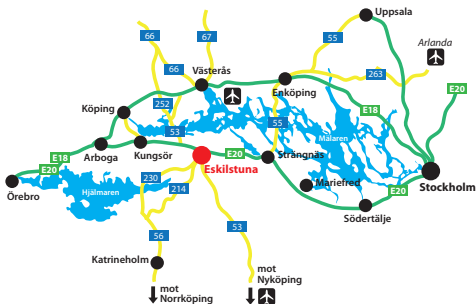 Uppsala
66
67
55
Arlanda
66
Västerås
Enköping
263
E20
252
Köping
E18
53
55
Mälaren
E18
Arboga
Kungsör
E20
Strängnäs
E20
Eskilstuna
Hjälmaren
230
Mariefred
Stockholm
Örebro
214
E20
Södertälje
56
53
Katrineholm
mot
Nyköping
mot
Norrköping